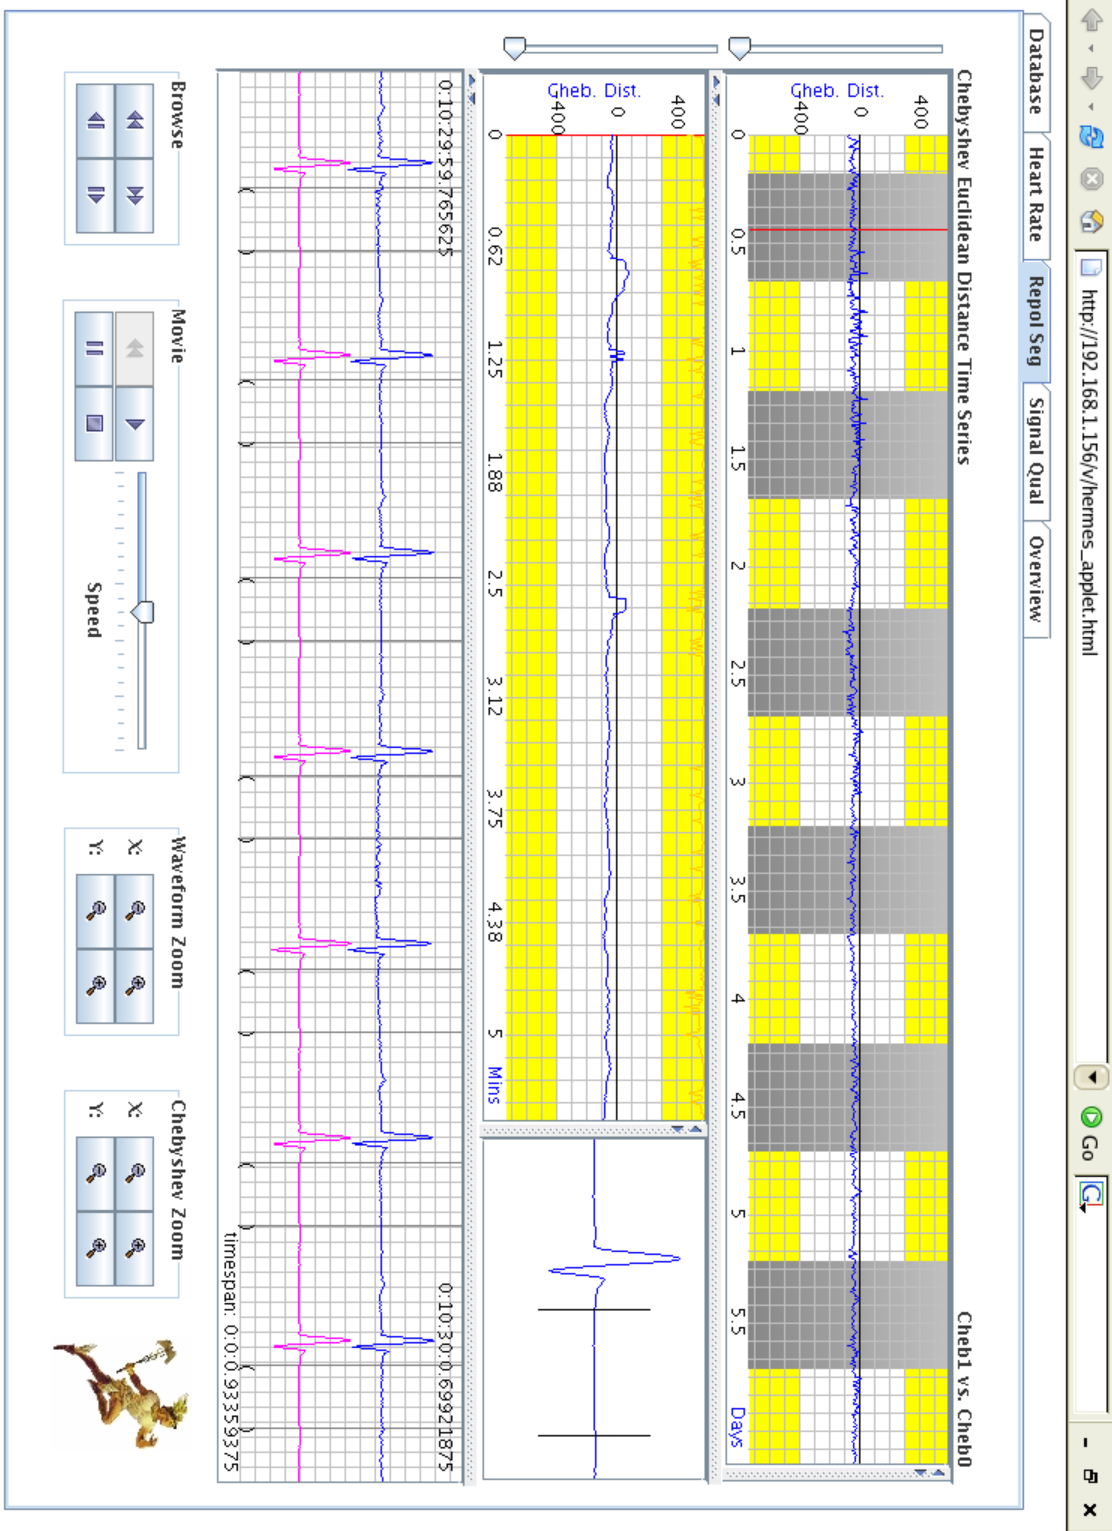 http://192.168.1.156/v/hermes_applet.html
Go
G
Database
Heart Rate
Repol Seg
Signal Qual
Overview
Chebyshev Euclidean Distance Time Series
Cheb1 vs. Cheb0
Gheb. Dist.
400
0
400
0
0.5
1
1.5
2
2.5
3
3.5
4
4.5
5
5.5
Days
Gheb. Dist.
400
0
400
0
0.62
1.25
1.88
2.5
3.12
3.75
4.38
5
Mins
0:10:29:59.765625
0:10:30:0.69921875
timespan: 0:0:0.93359375
Browse
Movie
Speed
Waveform Zoom
X:
Y:
Chebyshev Zoom
X:
Y: